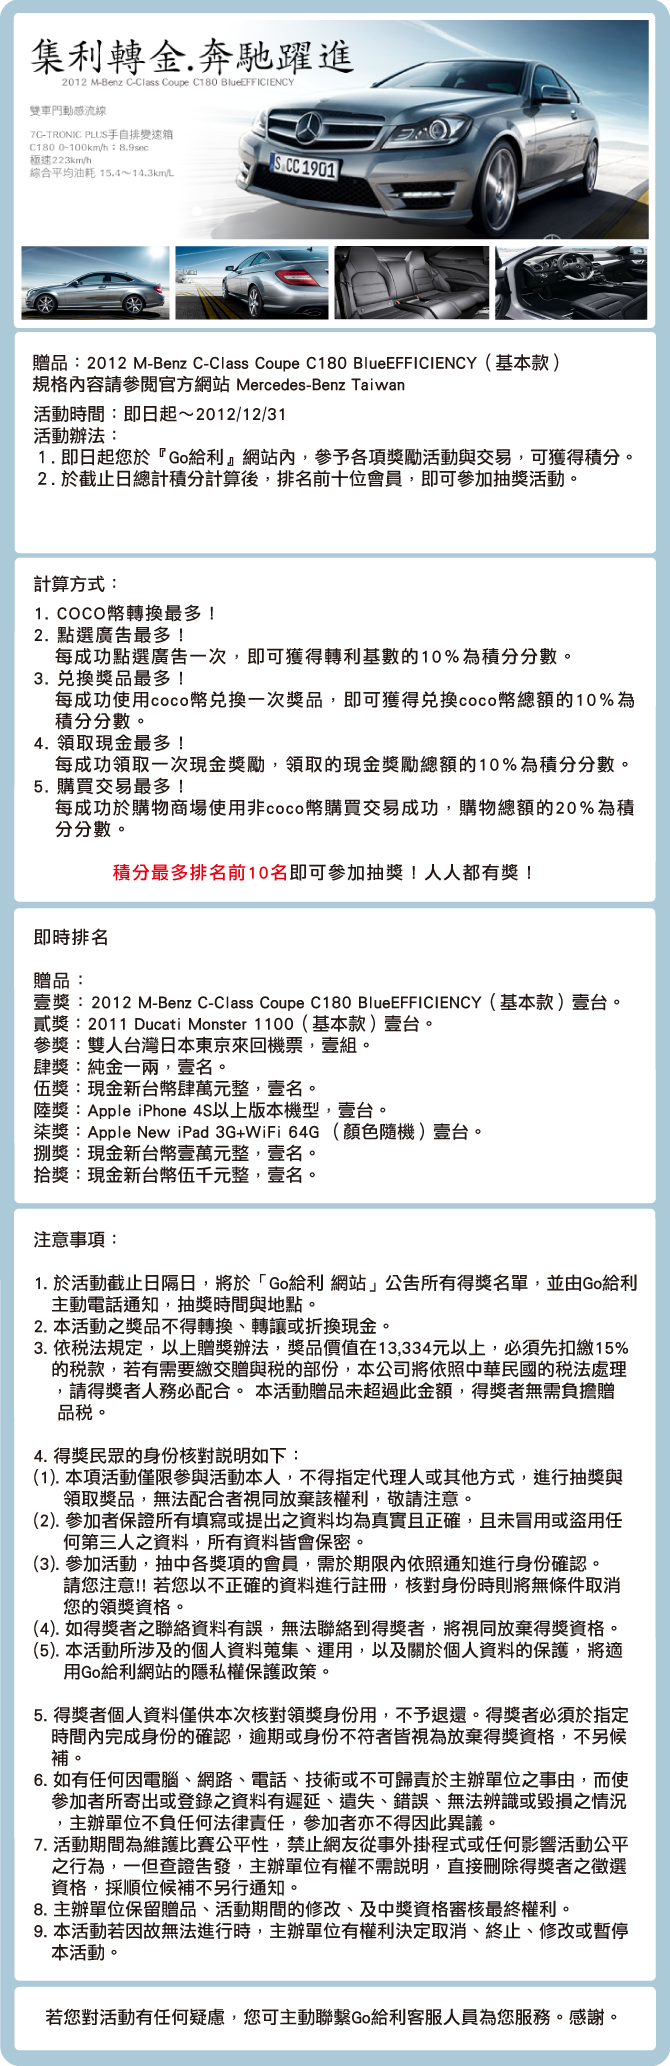 集利轉金.奔馳躍進
2012 M-Benz C-Class Coupe C180 BlueEFFICIENCY
雙車門動感流線
7G-TRONIC PLUS手自排變速箱
C180 0-100km/h：8.9sec
極速223km/h
綜合平均油耗 15.4～14.3km/L
S CC 1901
贈品：2012 M-Benz C-Class Coupe C180 BlueEFFICIENCY（基本款）
規格內容請參閱官方網站 Mercedes-Benz Taiwan
活動時間：即日起～2012/12/31
活動辦法：
1. 即日起您於『Go給利』網站內，參予各項獎勵活動與交易，可獲得積分。
2. 於截止日總計積分計算後，排名前十位會員，即可參加抽獎活動。
計算方式：
1. COCO幣轉換最多！
2. 點選廣告最多！
每成功點選廣告一次，即可獲得轉利基數的10％為積分分數。
3. 兌換獎品最多！
每成功使用coco幣兌換一次獎品，即可獲得兌換coco幣總額的10％為
積分分數。
4. 領取現金最多！
每成功領取一次現金獎勵，領取的現金獎勵總額的10％為積分分數。
5. 購買交易最多！
每成功於購物商場使用非coco幣購買交易成功，購物總額的20％為積
分分數。
積分最多排名前10名即可參加抽獎！人人都有獎！
即時排名
贈品：
壹獎：2012 M-Benz C-Class Coupe C180 BlueEFFICIENCY（基本款）壹台。
貳獎：2011 Ducati Monster 1100（基本款）壹台。
參獎：雙人台灣日本東京來回機票，壹組。
肆獎：純金一兩，壹名。
伍獎：現金新台幣肆萬元整，壹名。
陸獎：Apple iPhone 4S以上版本機型，壹台。
柒獎：Apple New iPad 3G+WiFi 64G （顏色隨機）壹台。
捌獎：現金新台幣壹萬元整，壹名。
拾獎：現金新台幣伍千元整，壹名。
注意事項：
1. 於活動截止日隔日，將於「Go給利 網站」公告所有得獎名單，並由Go給利
主動電話通知，抽獎時間與地點。
2. 本活動之獎品不得轉換、轉讓或折換現金。
3. 依稅法規定，以上贈獎辦法，獎品價值在13,334元以上，必須先扣繳15%
的稅款，若有需要繳交贈與稅的部份，本公司將依照中華民國的稅法處理
，請得獎者人務必配合。 本活動贈品未超過此金額，得獎者無需負擔贈
品稅。
4. 得獎民眾的身份核對說明如下：
(1). 本項活動僅限參與活動本人，不得指定代理人或其他方式，進行抽獎與
領取獎品，無法配合者視同放棄該權利，敬請注意。
(2). 參加者保證所有填寫或提出之資料均為真實且正確，且未冒用或盜用任
何第三人之資料，所有資料皆會保密。
(3). 參加活動，抽中各獎項的會員，需於期限內依照通知進行身份確認。
請您注意!! 若您以不正確的資料進行註冊，核對身份時則將無條件取消
您的領獎資格。
(4). 如得獎者之聯絡資料有誤，無法聯絡到得獎者，將視同放棄得獎資格。
(5). 本活動所涉及的個人資料蒐集、運用，以及關於個人資料的保護，將適
用Go給利網站的隱私權保護政策。
5. 得獎者個人資料僅供本次核對領獎身份用，不予退還。得獎者必須於指定
時間內完成身份的確認，逾期或身份不符者皆視為放棄得獎資格，不另候
補。
6. 如有任何因電腦、網路、電話、技術或不可歸責於主辦單位之事由，而使
參加者所寄出或登錄之資料有遲延、遺失、錯誤、無法辨識或毀損之情況
，主辦單位不負任何法律責任，參加者亦不得因此異議。
7. 活動期間為維護比賽公平性，禁止網友從事外掛程式或任何影響活動公平
之行為，一但查證告發，主辦單位有權不需說明，直接刪除得獎者之徵選
資格，採順位候補不另行通知。
8. 主辦單位保留贈品、活動期間的修改、及中獎資格審核最終權利。
9. 本活動若因故無法進行時，主辦單位有權利決定取消、終止、修改或暫停
本活動。
若您對活動有任何疑慮，您可主動聯繫Go給利客服人員為您服務。感謝。